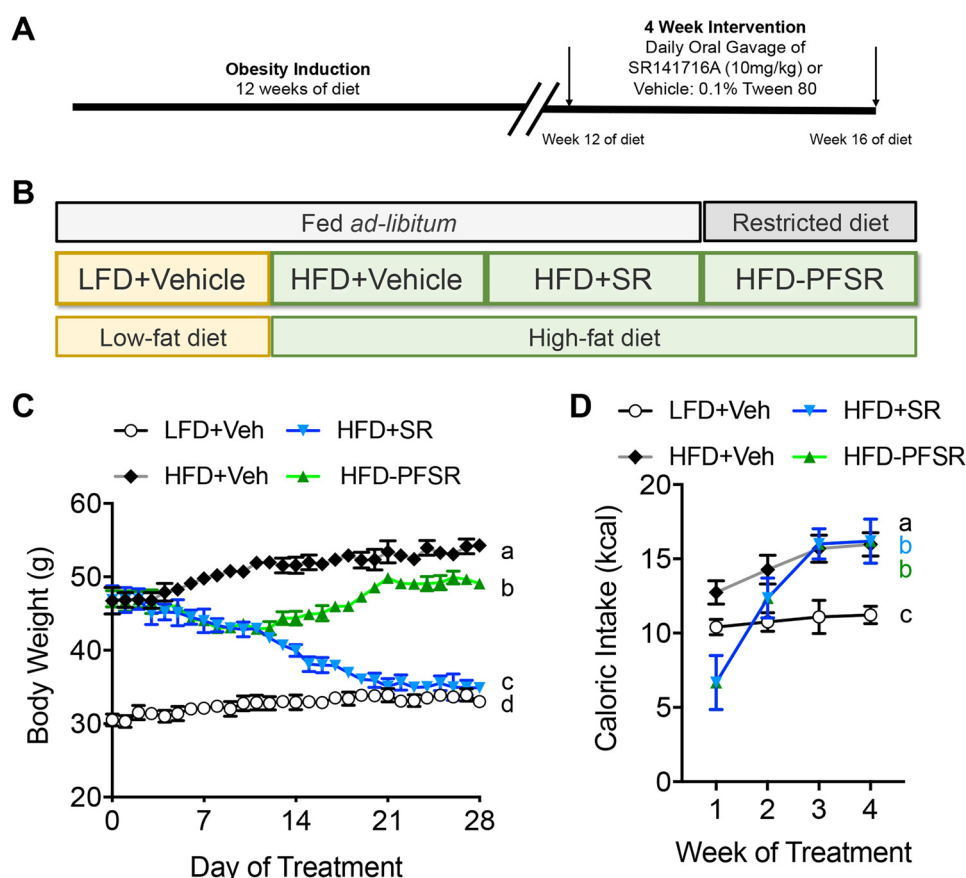 A
4 Week Intervention
Daily Oral Gavage of
SR141716A (10mg/kg) or
Vehicle: 0.1% Tween 80
Obesity Induction
12 weeks of diet
Week 12 of diet
Week 16 of diet
B
Fed ad-libitum
Restricted diet
LFD+Vehicle
HFD+Vehicle
HFD+SR
HFD-PFSR
Low-fat diet
High-fat diet
C
LFD+Veh
HFD+SR
HFD+Veh
HFD-PFSR
60
50
40
30
20
Body Weight (g)
a
b
c
d
0
7
14
21
28
Day of Treatment
D
LFD+Veh
HFD+SR
HFD+Veh
HFD-PFSR
20
15
10
5
0
Caloric Intake (kcal)
a
b
b
c
1
2
3
4
Week of Treatment